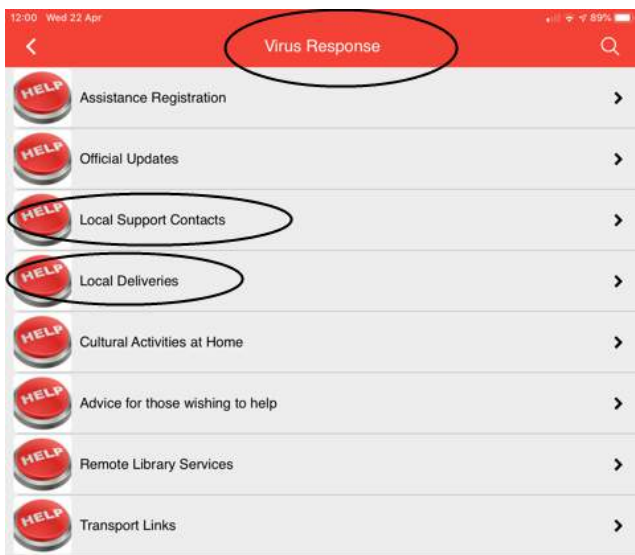 12:00 Wed 22 Apr 89%
Virus Response
HELP Assistance Registration
HELP Official Updates
HELP Local Support Contacts
HELP Local Deliveries
HELP Cultural Activities at Home
HELP Advice for those wishing to help
HELP Remote Library Services
HELP Transport Links